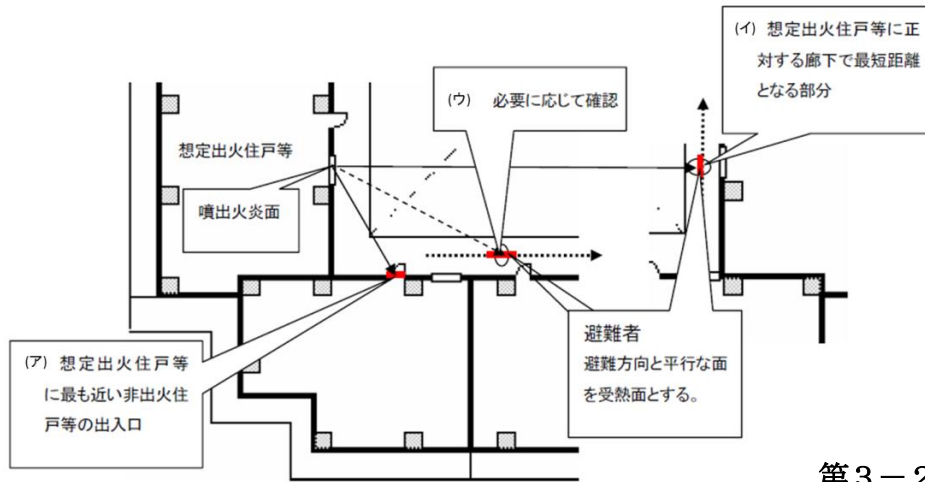 (イ) 想定出火住戸等に正
対する廊下で最短距離
となる部分
(ウ) 必要に応じて確認
想定出火住戸等
噴出火炎面
避難者
避難方向と平行な面
を受熱面とする。
(ア) 想定出火住戸等
に最も近い非出火住
戸等の出入口
第3－2